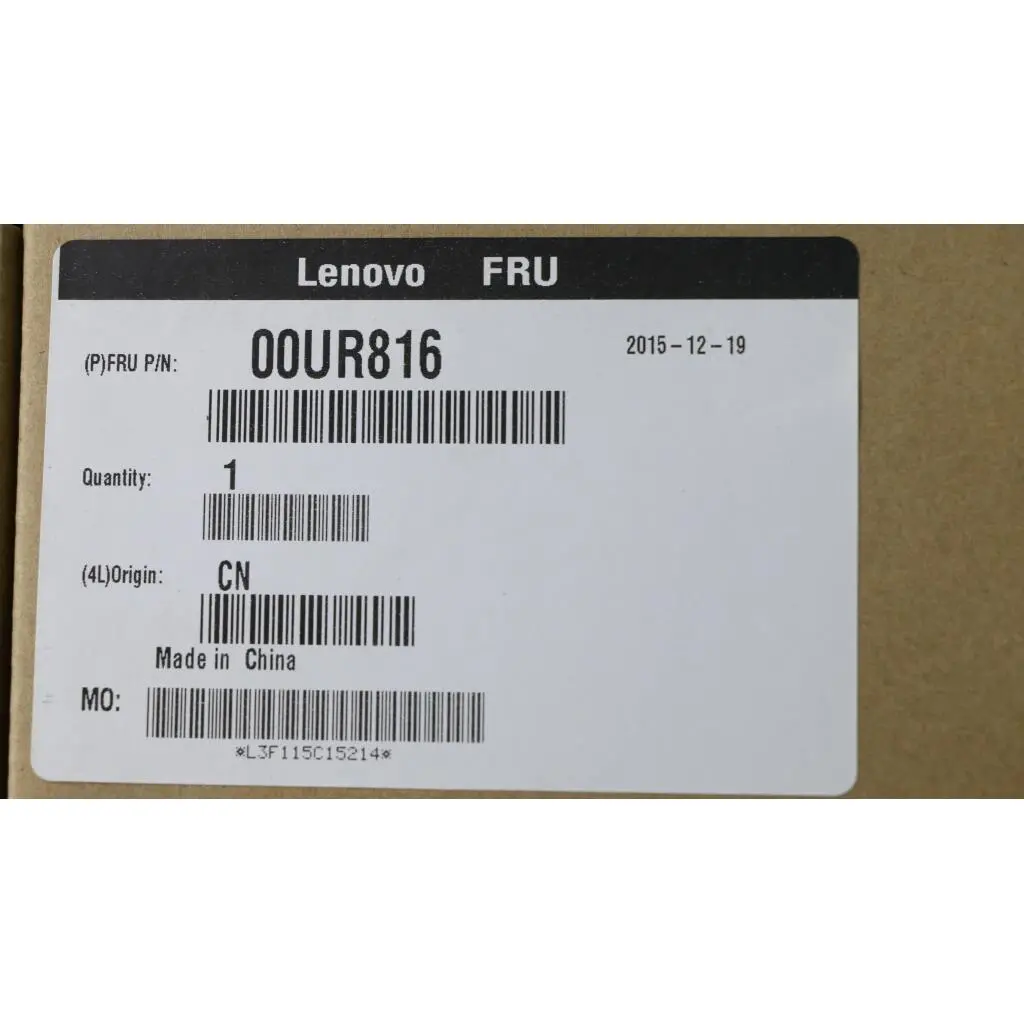 Lenovo FRU
(P)FRU P/N: 00UR816 2015-12-19
Quantity: 1
(4L)Origin: CN
Made in China
MO:
*L3F115C15214*